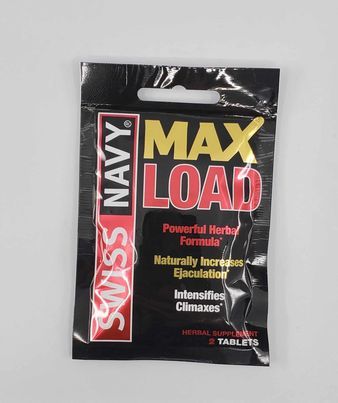 SWISS NAVY®
MAX
LOAD
Powerful Herbal
Formula*
Naturally Increases
Ejaculation*
Intensifies
Climaxes*
HERBAL SUPPLEMENT
2 TABLETS